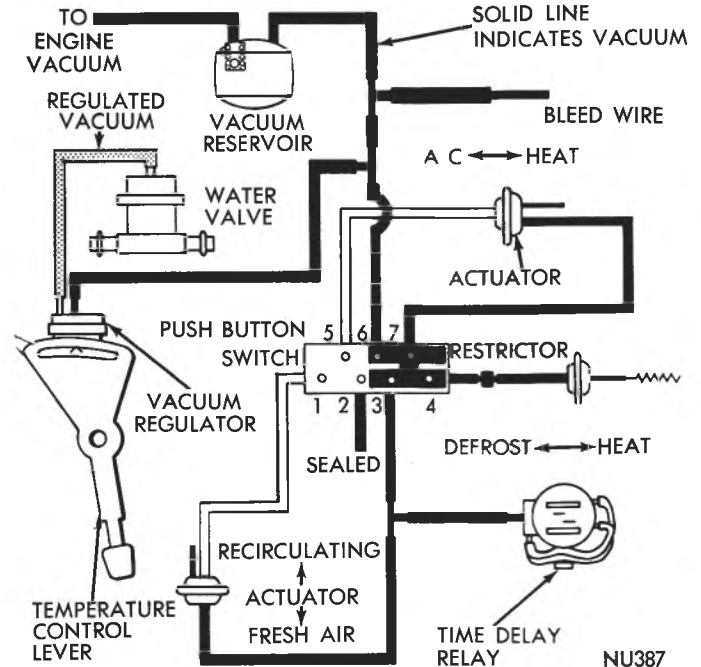 TO
ENGINE
VACUUM
SOLID LINE
INDICATES VACUUM
REGULATED
VACUUM
VACUUM
RESERVOIR
BLEED WIRE
A C HEAT
WATER
VALVE
ACTUATOR
PUSH BUTTON
SWITCH
5 6 7
RESTRICTOR
1 2 3 4
VACUUM
REGULATOR
SEALED
DEFROST HEAT
RECIRCULATING
ACTUATOR
FRESH AIR
TEMPERATURE
CONTROL
LEVER
TIME DELAY
RELAY
NU387